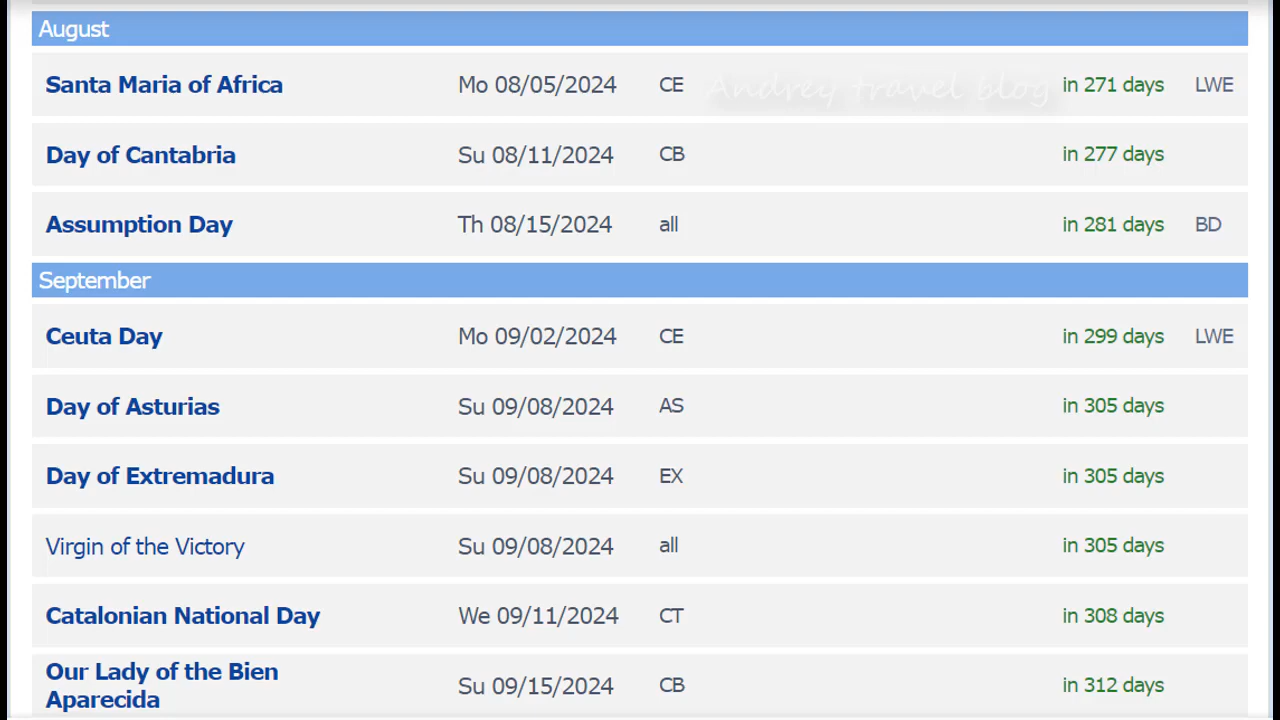 August
Santa Maria of Africa Mo 08/05/2024 CE Andrey travel blog in 271 days LWE
Day of Cantabria Su 08/11/2024 CB in 277 days
Assumption Day Th 08/15/2024 all in 281 days BD
September
Ceuta Day Mo 09/02/2024 CE in 299 days LWE
Day of Asturias Su 09/08/2024 AS in 305 days
Day of Extremadura Su 09/08/2024 EX in 305 days
Virgin of the Victory Su 09/08/2024 all in 305 days
Catalonian National Day We 09/11/2024 CT in 308 days
Our Lady of the Bien
Aparecida Su 09/15/2024 CB in 312 days